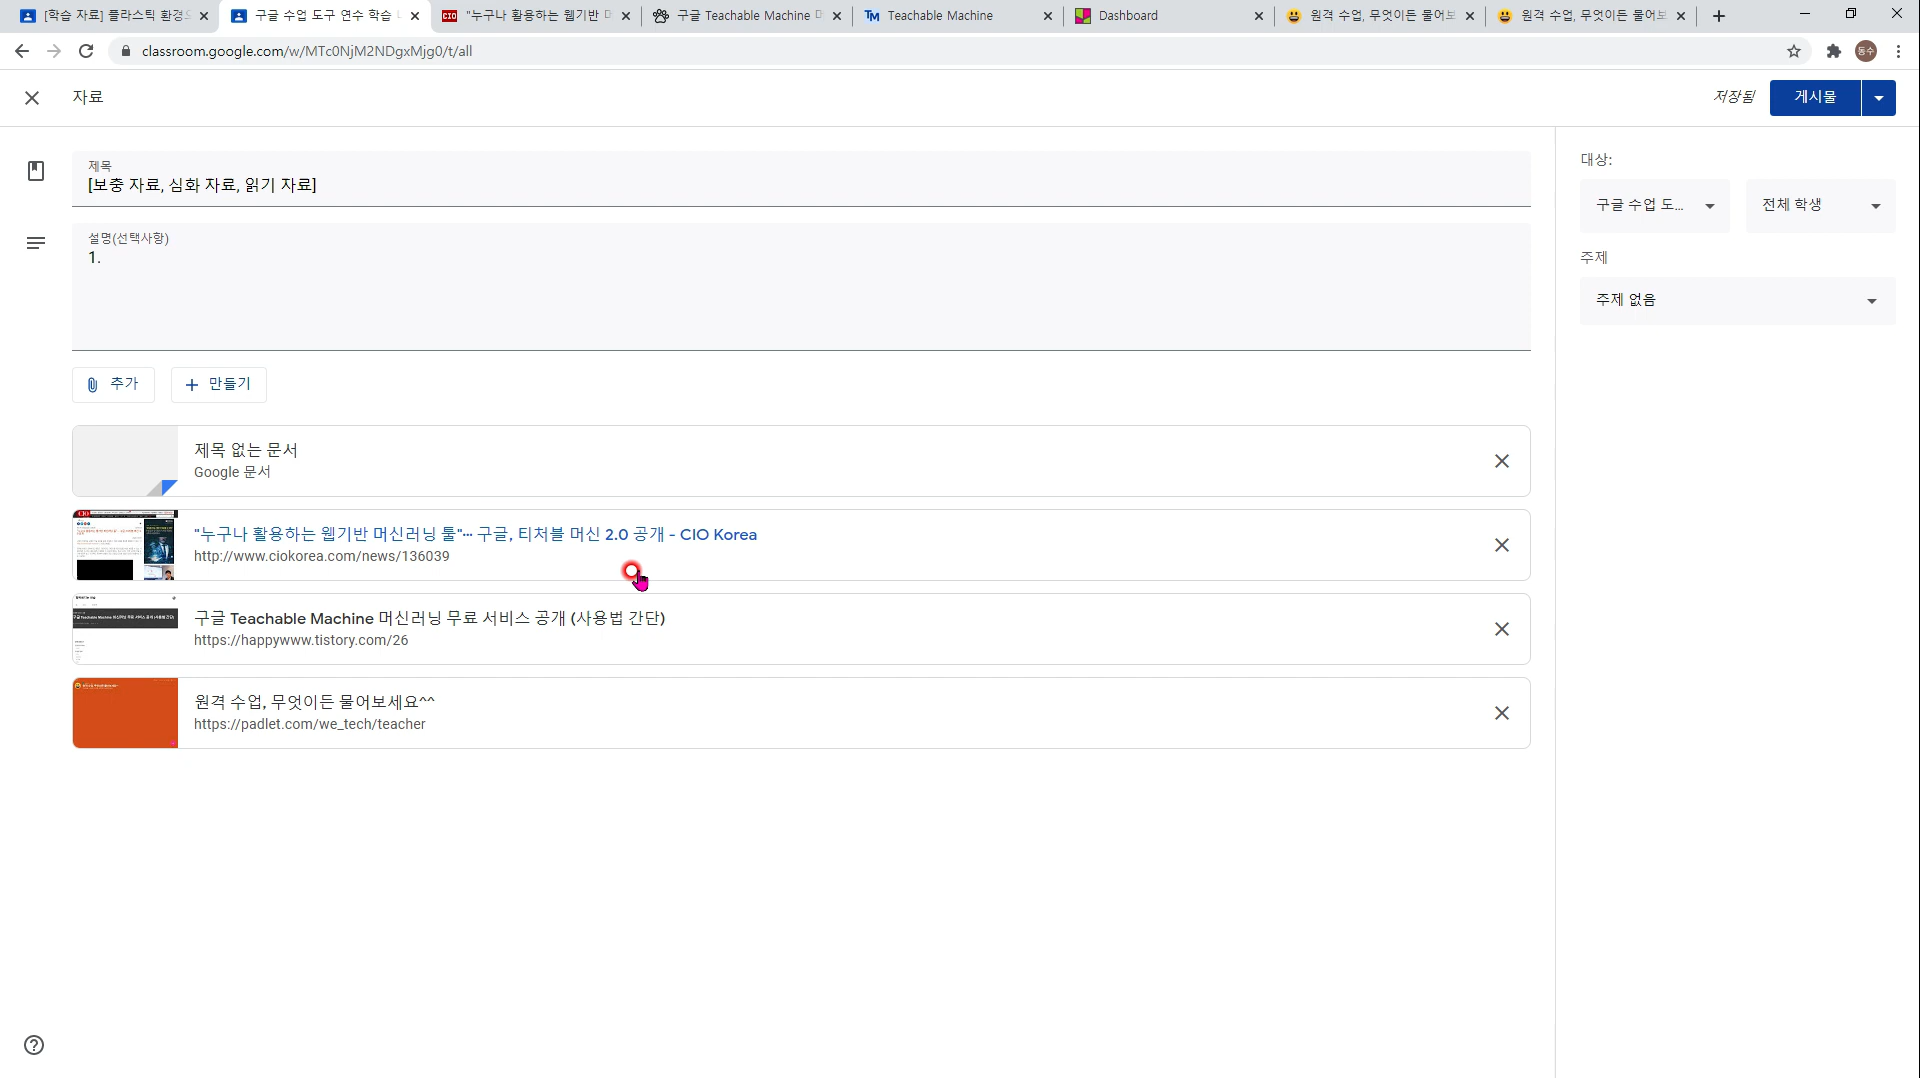 [학습 자료] 플라스틱 환경오
구글 수업 도구 연수 학습
"누구나 활용하는 웹기반
구글 Teachable Machine
Teachable Machine
Dashboard
원격 수업, 무엇이든 물어보
원격 수업, 무엇이든 물어보
classroom.google.com/w/MTc0NjM2NDgxMjg0/t/all
동수
자료
저장됨
게시물
제목
[보충 자료, 심화 자료, 읽기 자료]
설명(선택사항)
1.
추가
만들기
제목 없는 문서
Google 문서
"누구나 활용하는 웹기반 머신러닝 툴"… 구글, 티처블 머신 2.0 공개 - CIO Korea
http://www.ciokorea.com/news/136039
구글 Teachable Machine 머신러닝 무료 서비스 공개 (사용법 간단)
https://happywww.tistory.com/26
원격 수업, 무엇이든 물어보세요^^
https://padlet.com/we_tech/teacher
대상:
구글 수업 도...
전체 학생
주제
주제 없음